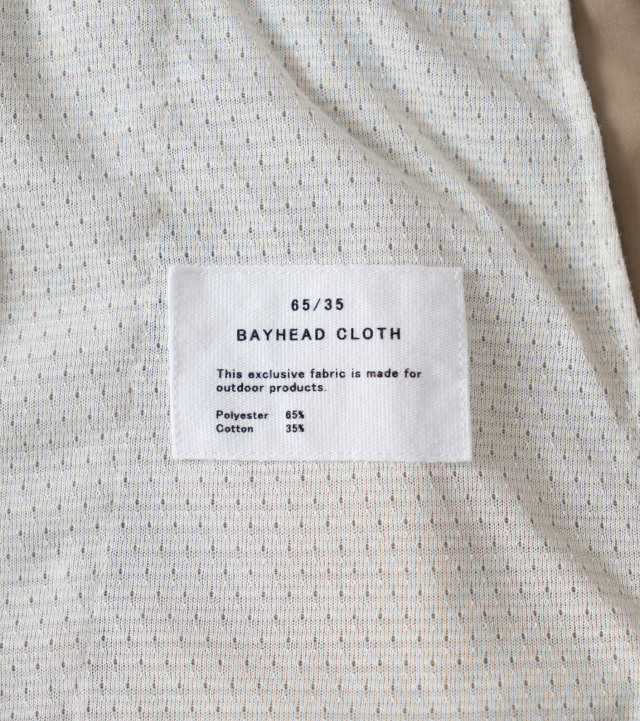 65/35
BAYHEAD CLOTH
This exclusive fabric is made for
outdoor products.
Polyester 65%
Cotton 35%